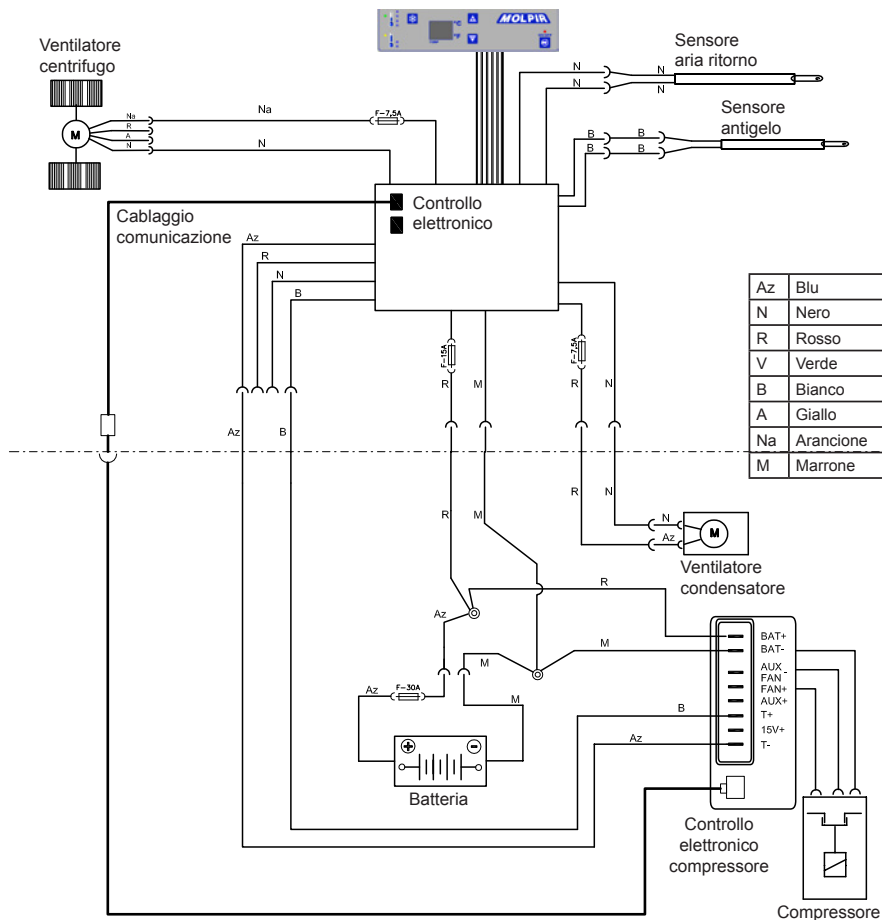 MOLPIR
°C
°F
Ventilatore
centrifugo
Sensore
aria ritorno
Sensore
antigelo
N
N
N
N
Na
R
A
N
M
Na
N
F-7,5A
B
B
B
B
Controllo
elettronico
Cablaggio
comunicazione
Az
R
N
B
Az Blu
N Nero
R Rosso
V Verde
B Bianco
A Giallo
Na Arancione
M Marrone
F-15A
F-7,5A
R
M
R
N
Az
B
R
M
R
N
N
Az
M
Ventilatore
condensatore
R
Az
M
M
M
Az
F-30A
Batteria
B
Az
BAT+
BAT-
AUX
-
FAN
FAN+
AUX+
T+
15V+
T-
Controllo
elettronico
compressore
Compressore